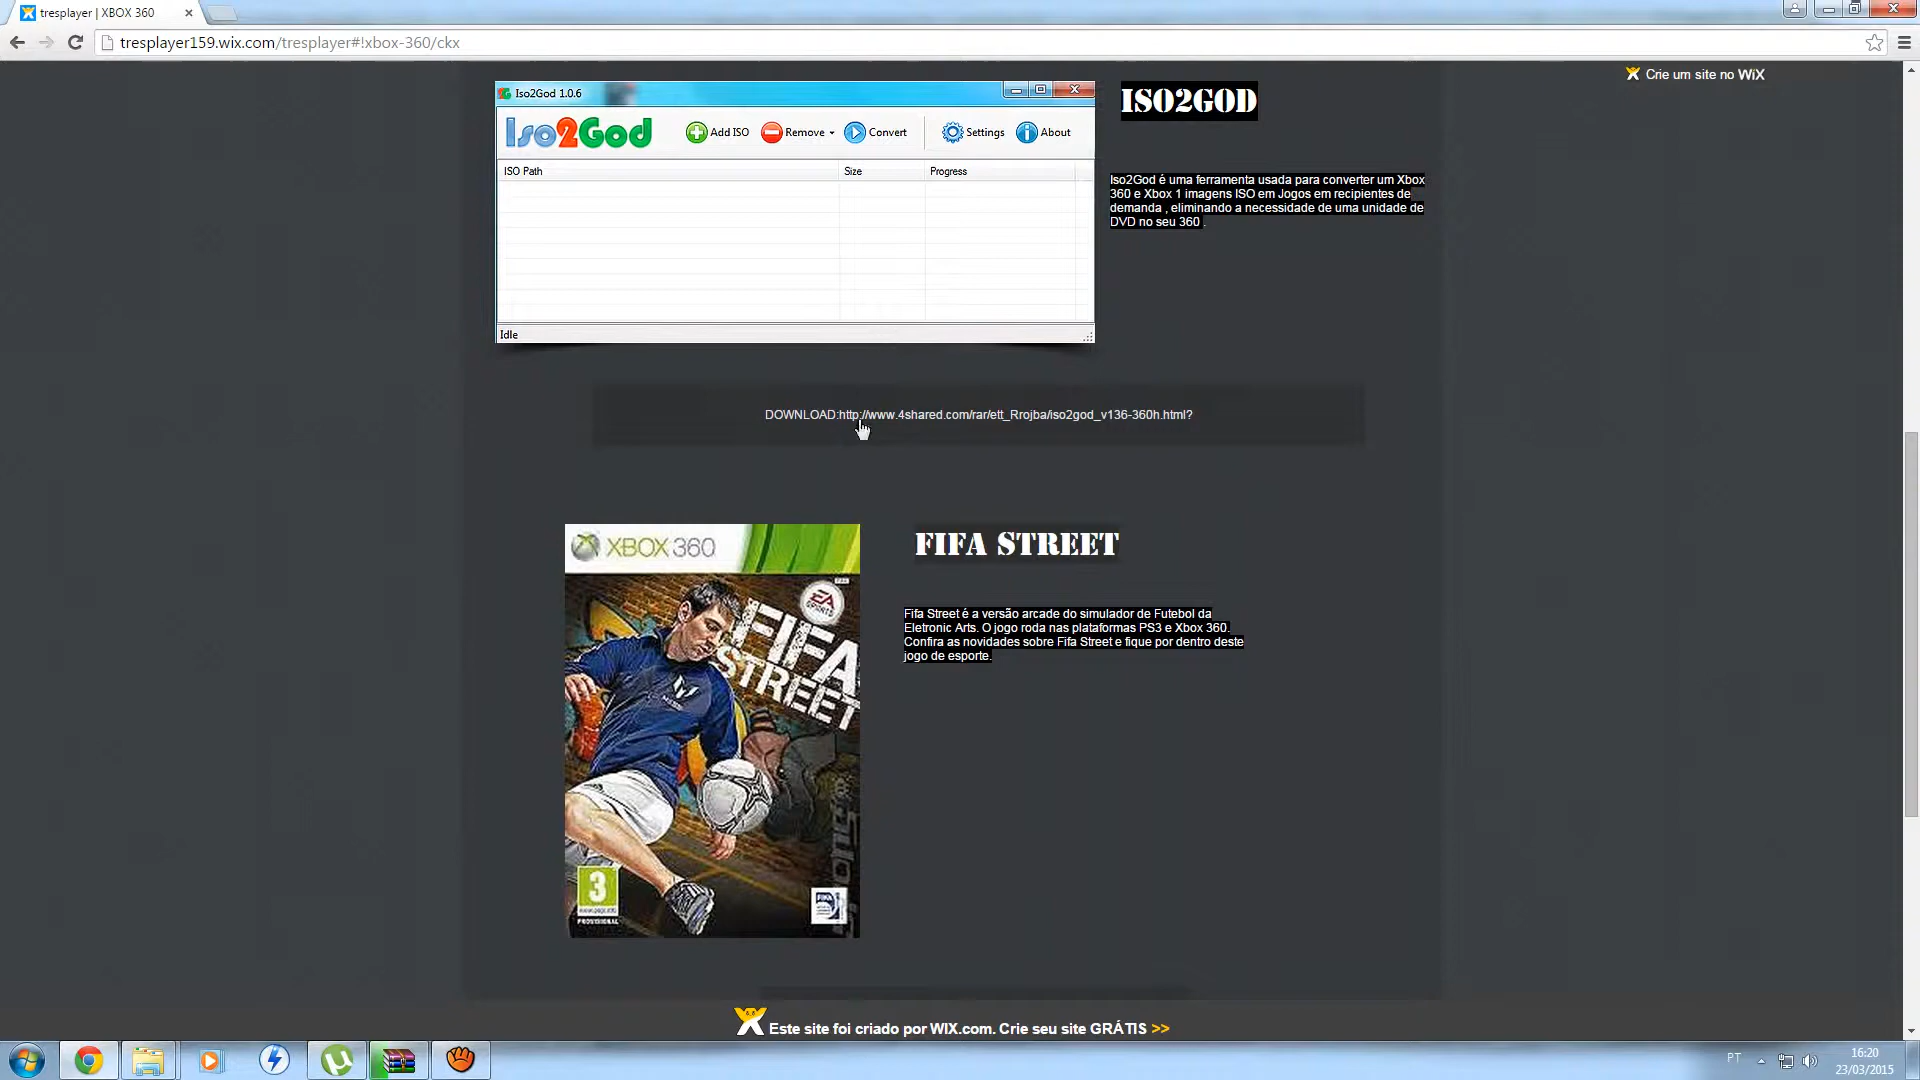 tresplayer | XBOX 360
tresplayer159.wix.com/tresplayer#!xbox-360/ckx
Crie um site no WiX
Iso2God 1.0.6
Iso2God
Add ISO
Remove
Convert
Settings
About
ISO Path
Size
Progress
Idle
ISO2GOD
Iso2God é uma ferramenta usada para converter um Xbox
360 e Xbox 1 imagens ISO em Jogos em recipientes de
demanda , eliminando a necessidade de uma unidade de
DVD no seu 360 .
DOWNLOAD:http://www.4shared.com/rar/ett_Rrojba/iso2god_v136-360h.html?
XBOX 360
EA
SPORTS
FIFA
STREET
3
PROVISIONAL
FIFA STREET
Fifa Street é a versão arcade do simulador de Futebol da
Eletronic Arts. O jogo roda nas plataformas PS3 e Xbox 360.
Confira as novidades sobre Fifa Street e fique por dentro deste
jogo de esporte.
Este site foi criado por WIX.com. Crie seu site GRÁTIS >>
PT
16:20
23/03/2015